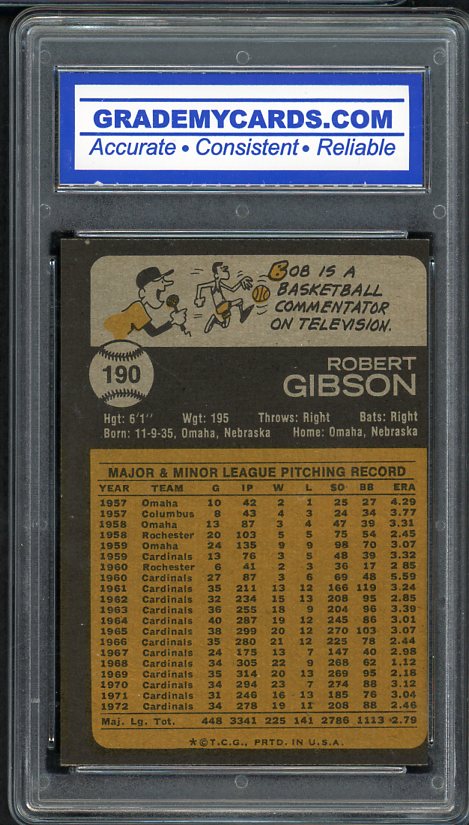 GRADEMYCARDS.COM
Accurate • Consistent • Reliable
BOB IS A
BASKETBALL
COMMENTATOR
ON TELEVISION.
190
ROBERT
GIBSON
Hgt: 6'1" Wgt: 195 Throws: Right Bats: Right
Born: 11-9-35, Omaha, Nebraska Home: Omaha, Nebraska
MAJOR & MINOR LEAGUE PITCHING RECORD
YEAR TEAM G IP W L SO BB ERA
1957 Omaha 10 42 2 1 25 27 4.29
1957 Columbus 8 43 4 3 24 34 3.77
1958 Omaha 13 87 3 4 47 39 3.31
1958 Rochester 20 103 5 5 75 54 2.45
1959 Omaha 24 135 9 9 98 70 3.07
1959 Cardinals 13 76 3 5 48 39 3.32
1960 Rochester 6 41 2 3 36 17 2.85
1960 Cardinals 27 87 3 6 69 48 5.59
1961 Cardinals 35 211 13 12 166 119 3.24
1962 Cardinals 32 234 15 13 208 95 2.85
1963 Cardinals 36 255 18 9 204 96 3.39
1964 Cardinals 40 287 19 12 245 86 3.01
1965 Cardinals 38 299 20 12 270 103 3.07
1966 Cardinals 35 280 21 12 225 78 2.44
1967 Cardinals 24 175 13 7 147 40 2.98
1968 Cardinals 34 305 22 9 268 62 1.12
1969 Cardinals 35 314 20 13 269 95 2.18
1970 Cardinals 34 294 23 7 274 88 3.12
1971 Cardinals 31 246 16 13 185 76 3.04
1972 Cardinals 34 278 19 11 208 88 2.46
Maj. Lg. Tot. 448 3341 225 141 2786 1113 2.79
*© T.C.G., PRTD. IN U.S.A.